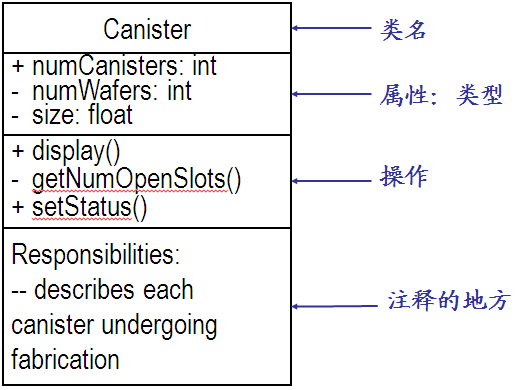 Canister
类名
+ numCanisters: int
- numWafers: int
- size: float
属性：类型
+ display()
- getNumOpenSlots()
+ setStatus()
操作
Responsibilities:
-- describes each
canister undergoing
fabrication
注释的地方